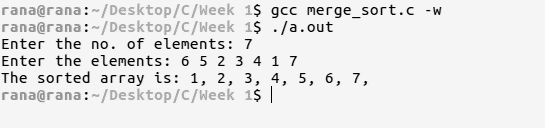 rana@rana:~/Desktop/C/Week 1$ gcc merge_sort.c -w
rana@rana:~/Desktop/C/Week 1$ ./a.out
Enter the no. of elements: 7
Enter the elements: 6 5 2 3 4 1 7
The sorted array is: 1, 2, 3, 4, 5, 6, 7,
rana@rana:~/Desktop/C/Week 1$